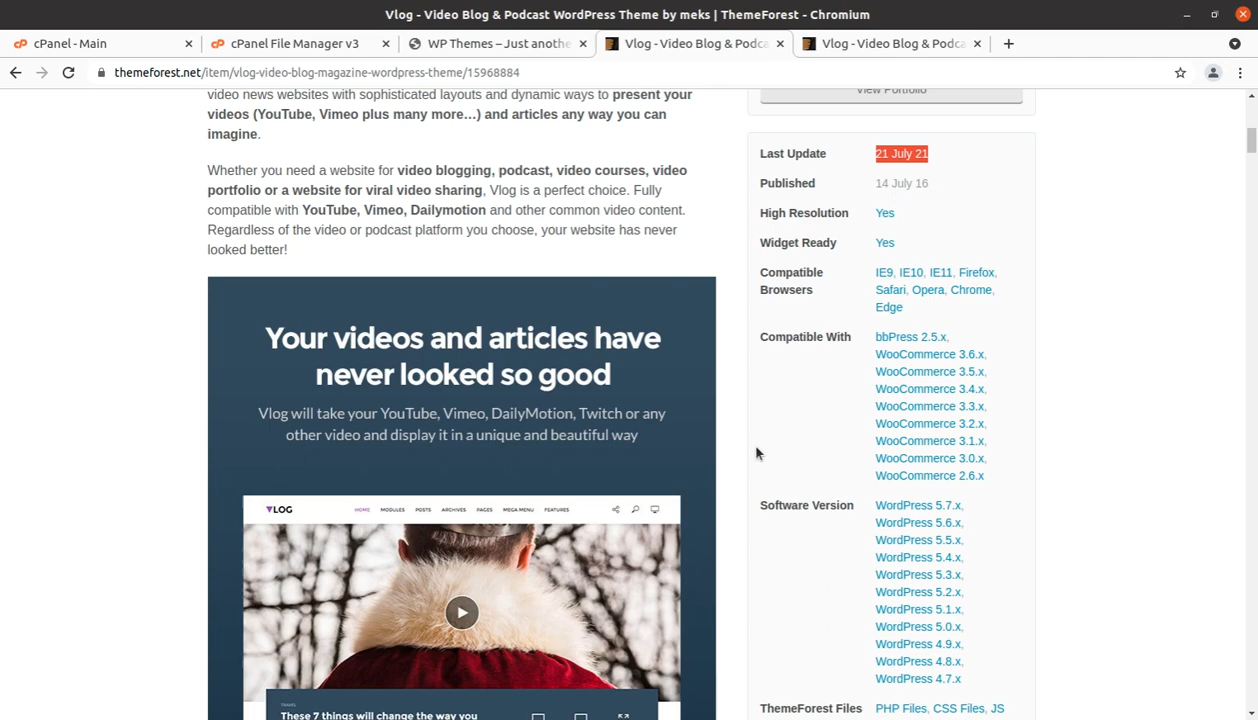 Vlog - Video Blog & Podcast WordPress Theme by meks | ThemeForest - Chromium
cPanel - Main
cPanel File Manager v3
WP Themes – Just anothe
Vlog - Video Blog & Podca
Vlog - Video Blog & Podca
themeforest.net/item/vlog-video-blog-magazine-wordpress-theme/15968884
video news websites with sophisticated layouts and dynamic ways to present your
videos (YouTube, Vimeo plus many more…) and articles any way you can
imagine.
Whether you need a website for video blogging, podcast, video courses, video
portfolio or a website for viral video sharing, Vlog is a perfect choice. Fully
compatible with YouTube, Vimeo, Dailymotion and other common video content.
Regardless of the video or podcast platform you choose, your website has never
looked better!
Your videos and articles have
never looked so good
Vlog will take your YouTube, Vimeo, DailyMotion, Twitch or any
other video and display it in a unique and beautiful way
VLOG
HOME MODULES POSTS ARCHIVES PAGES MEGA MENU FEATURES
TRAVEL
These 7 things will change the way you
View Portfolio
Last Update 21 July 21
Published 14 July 16
High Resolution Yes
Widget Ready Yes
Compatible IE9, IE10, IE11, Firefox,
Browsers Safari, Opera, Chrome,
Edge
Compatible With bbPress 2.5.x,
WooCommerce 3.6.x,
WooCommerce 3.5.x,
WooCommerce 3.4.x,
WooCommerce 3.3.x,
WooCommerce 3.2.x,
WooCommerce 3.1.x,
WooCommerce 3.0.x,
WooCommerce 2.6.x
Software Version WordPress 5.7.x,
WordPress 5.6.x,
WordPress 5.5.x,
WordPress 5.4.x,
WordPress 5.3.x,
WordPress 5.2.x,
WordPress 5.1.x,
WordPress 5.0.x,
WordPress 4.9.x,
WordPress 4.8.x,
WordPress 4.7.x
ThemeForest Files PHP Files, CSS Files, JS